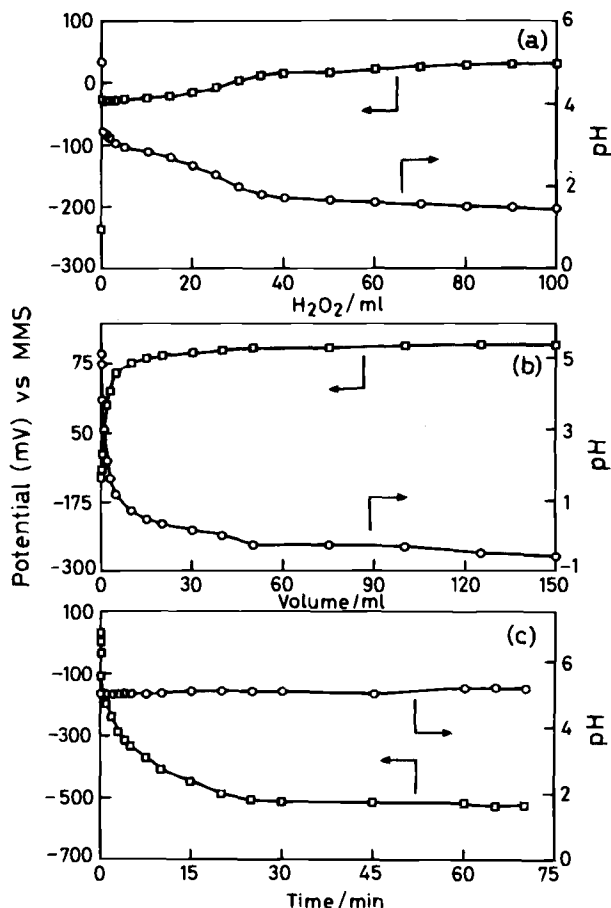 Potential (mV) vs MMS
(a)
100
0
-100
-200
-300
6
4
2
0
pH
0 20 40 60 80 100
H₂O₂/ml
(b)
75
50
-175
-300
5
3
1
-1
pH
0 30 60 90 120 150
Volume/ml
(c)
100
-100
-300
-500
-700
6
4
2
0
pH
0 15 30 45 60 75
Time/min